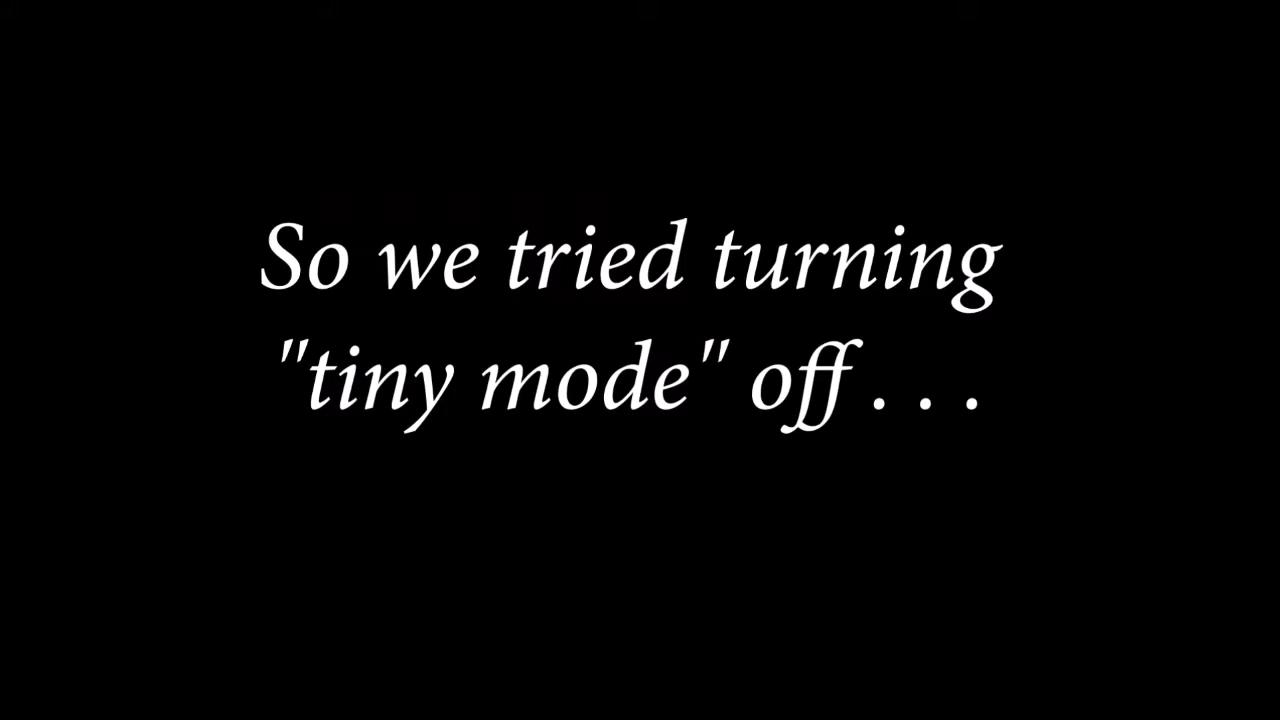 So we tried turning
"tiny mode" off . . .